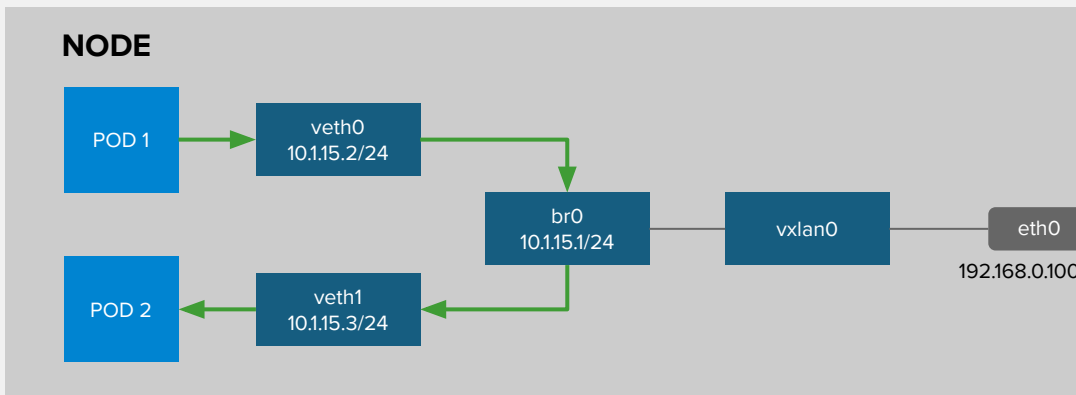 NODE
POD 1
veth0
10.1.15.2/24
br0
10.1.15.1/24
vxlan0
eth0
192.168.0.100
POD 2
veth1
10.1.15.3/24